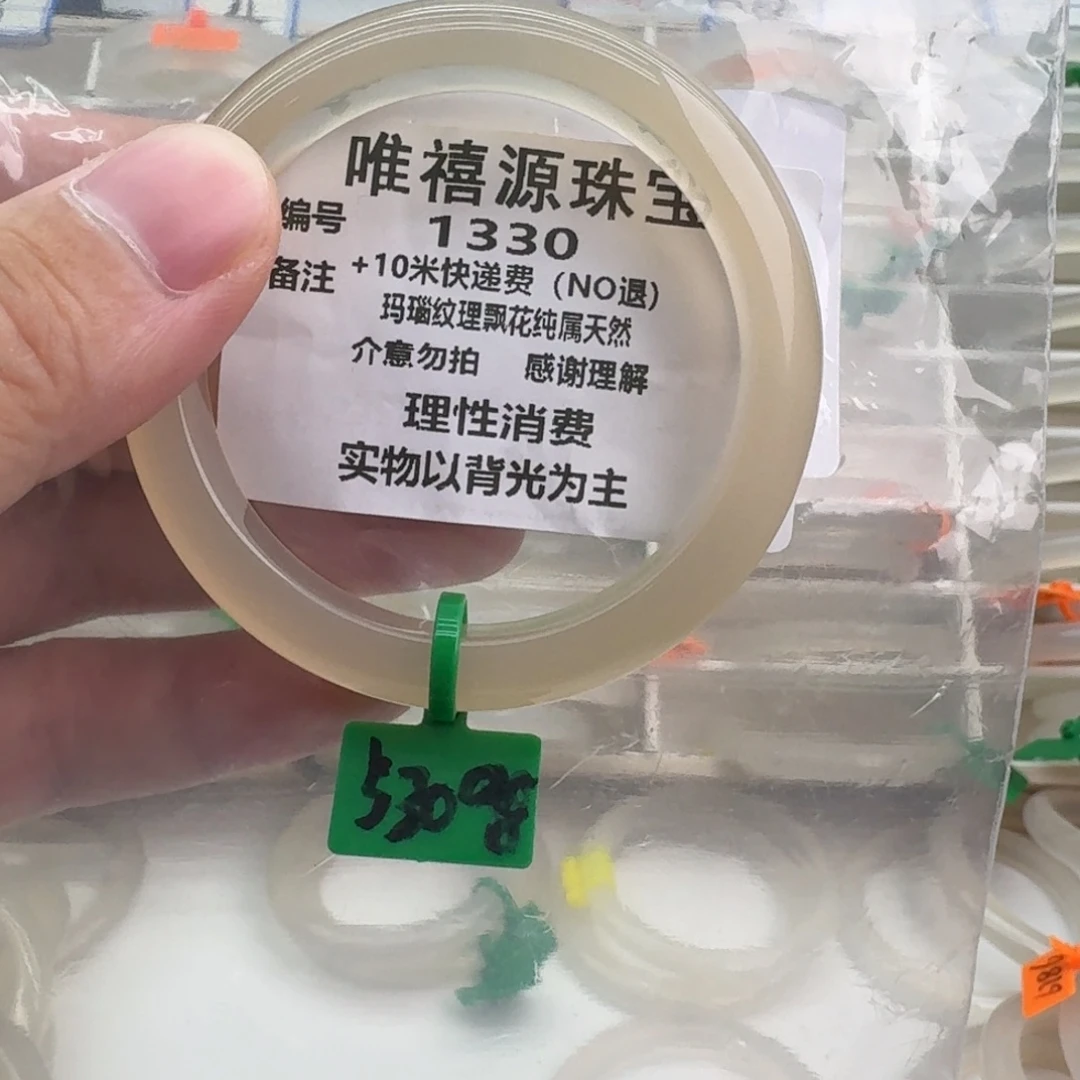 唯禧源珠宝
编号 1330
备注 +10米快递费（NO退）
玛瑙纹理飘花纯属天然
介意勿拍 感谢理解
理性消费
实物以背光为主
53098
989